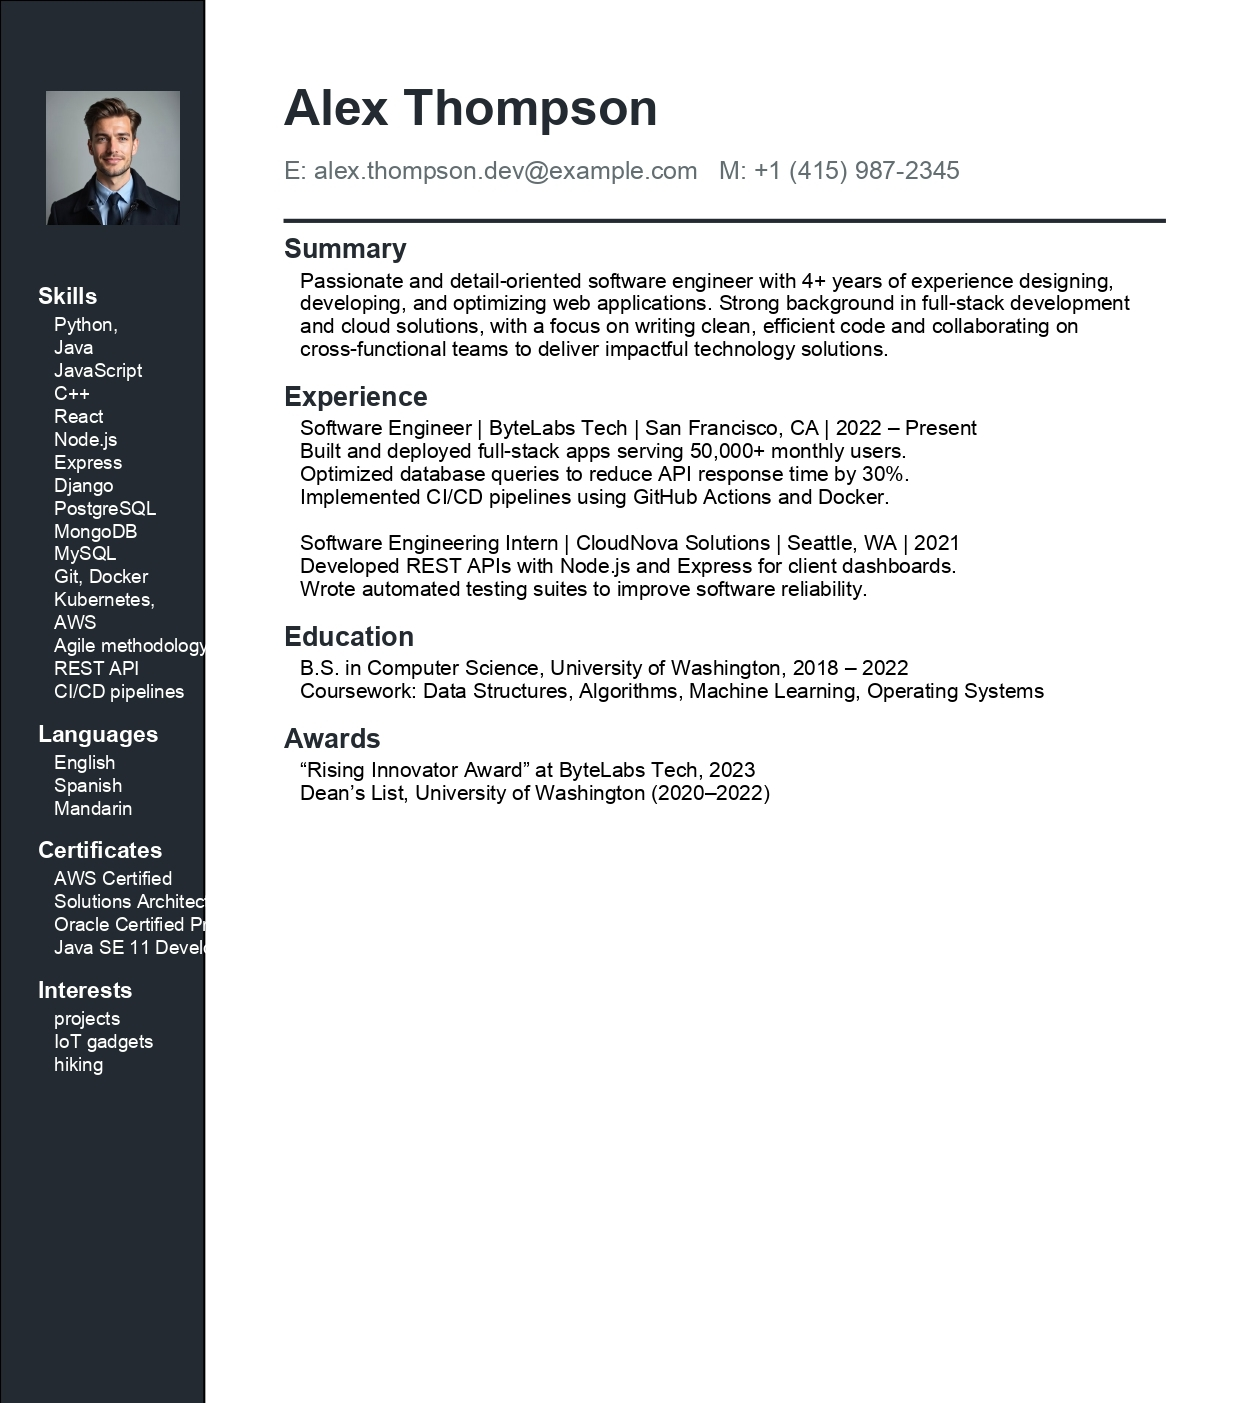 Alex Thompson
E: alex.thompson.dev@example.com M: +1 (415) 987-2345
Skills
Python,
Java
JavaScript
C++
React
Node.js
Express
Django
PostgreSQL
MongoDB
MySQL
Git, Docker
Kubernetes,
AWS
Agile methodology
REST API
CI/CD pipelines
Languages
English
Spanish
Mandarin
Certificates
AWS Certified
Solutions Architect
Oracle Certified
Java SE 11
Interests
projects
IoT gadgets
hiking
Summary
Passionate and detail-oriented software engineer with 4+ years of experience designing,
developing, and optimizing web applications. Strong background in full-stack development
and cloud solutions, with a focus on writing clean, efficient code and collaborating on
cross-functional teams to deliver impactful technology solutions.
Experience
Software Engineer | ByteLabs Tech | San Francisco, CA | 2022 – Present
Built and deployed full-stack apps serving 50,000+ monthly users.
Optimized database queries to reduce API response time by 30%.
Implemented CI/CD pipelines using GitHub Actions and Docker.
Software Engineering Intern | CloudNova Solutions | Seattle, WA | 2021
Developed REST APIs with Node.js and Express for client dashboards.
Wrote automated testing suites to improve software reliability.
Education
B.S. in Computer Science, University of Washington, 2018 – 2022
Coursework: Data Structures, Algorithms, Machine Learning, Operating Systems
Awards
“Rising Innovator Award” at ByteLabs Tech, 2023
Dean’s List, University of Washington (2020–2022)